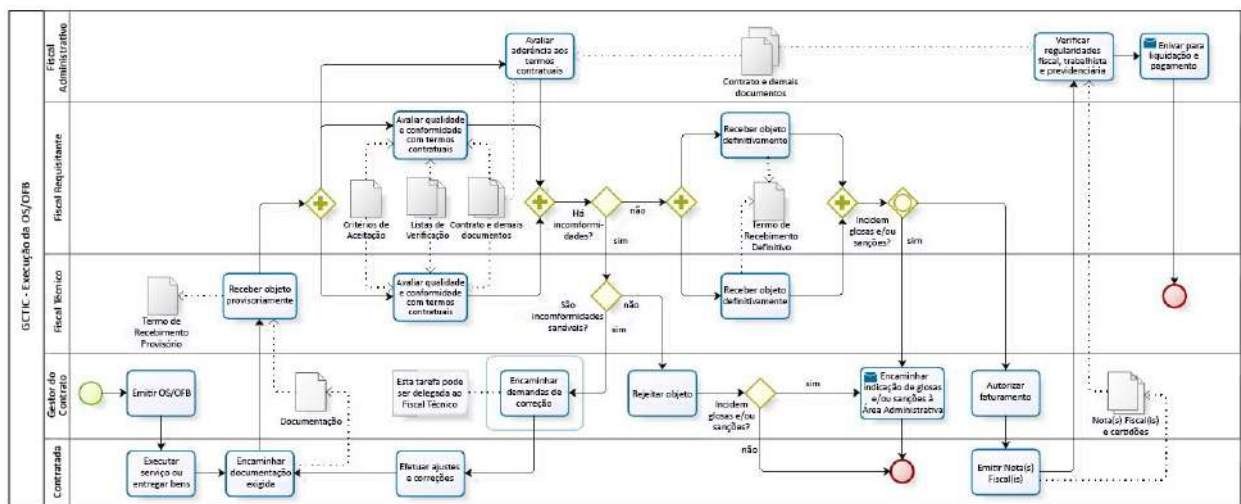 GCTIC - Execução da OS/OFB
Fiscal
Administrativo
Avaliar
aderência aos
termos
contratuais
Contrato e demais
documentos
Verificar
regularidades
fiscal, trabalhista
e previdenciária
Enivar para
liquidação e
pagamento
Fiscal Requisitante
Avaliar qualidade
e conformidade
com termos
contratuais
Critérios de
Aceitação
Listas de
Verificação
Contrato e demais
documentos
Há
incomformi-
dades?
não
sim
Receber objeto
definitivamente
Termo de
Recebimento
Definitivo
Incidem
glosas e/ou
sanções?
sim
Fiscal Técnico
Termo de
Recebimento
Provisório
Receber objeto
provisoriamente
Avaliar qualidade
e conformidade
com termos
contratuais
São
incomformidades
sanáveis?
não
sim
Receber objeto
definitivamente
Gestor do
Contrato
Emitir OS/OFB
Documentação
Esta tarefa pode
ser delegada ao
Fiscal Técnico
Encaminhar
demandas de
correção
Rejeitar objeto
Incidem
glosas e/ou
sanções?
sim
não
Encaminhar
indicação de glosas
e/ou sanções à
Área Administrativa
Autorizar
faturamento
Nota(s) Fiscal(is)
e certidões
Contratada
Executar
serviço ou
entregar bens
Encaminhar
documentação
exigida
Efetuar ajustes
e correções
Emitir Nota(s)
Fiscal(is)